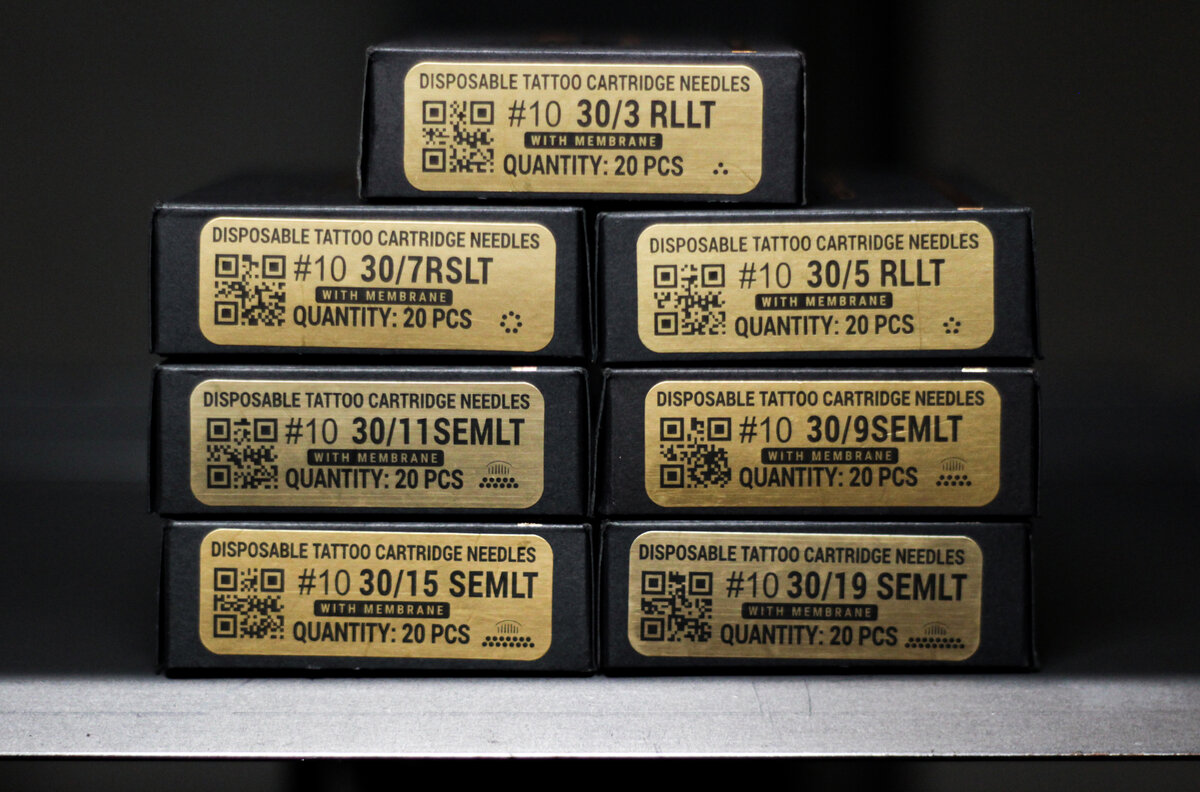 DISPOSABLE TATTOO CARTRIDGE NEEDLES
#10 30/3 RLLT
WITH MEMBRANE
QUANTITY: 20 PCS
DISPOSABLE TATTOO CARTRIDGE NEEDLES
#10 30/7RSLT
WITH MEMBRANE
QUANTITY: 20 PCS
DISPOSABLE TATTOO CARTRIDGE NEEDLES
#10 30/5 RLLT
WITH MEMBRANE
QUANTITY: 20 PCS
DISPOSABLE TATTOO CARTRIDGE NEEDLES
#10 30/11SEMLT
WITH MEMBRANE
QUANTITY: 20 PCS
DISPOSABLE TATTOO CARTRIDGE NEEDLES
#10 30/9SEMLT
WITH MEMBRANE
QUANTITY: 20 PCS
DISPOSABLE TATTOO CARTRIDGE NEEDLES
#10 30/15 SEMLT
WITH MEMBRANE
QUANTITY: 20 PCS
DISPOSABLE TATTOO CARTRIDGE NEEDLES
#10 30/19 SEMLT
WITH MEMBRANE
QUANTITY: 20 PCS